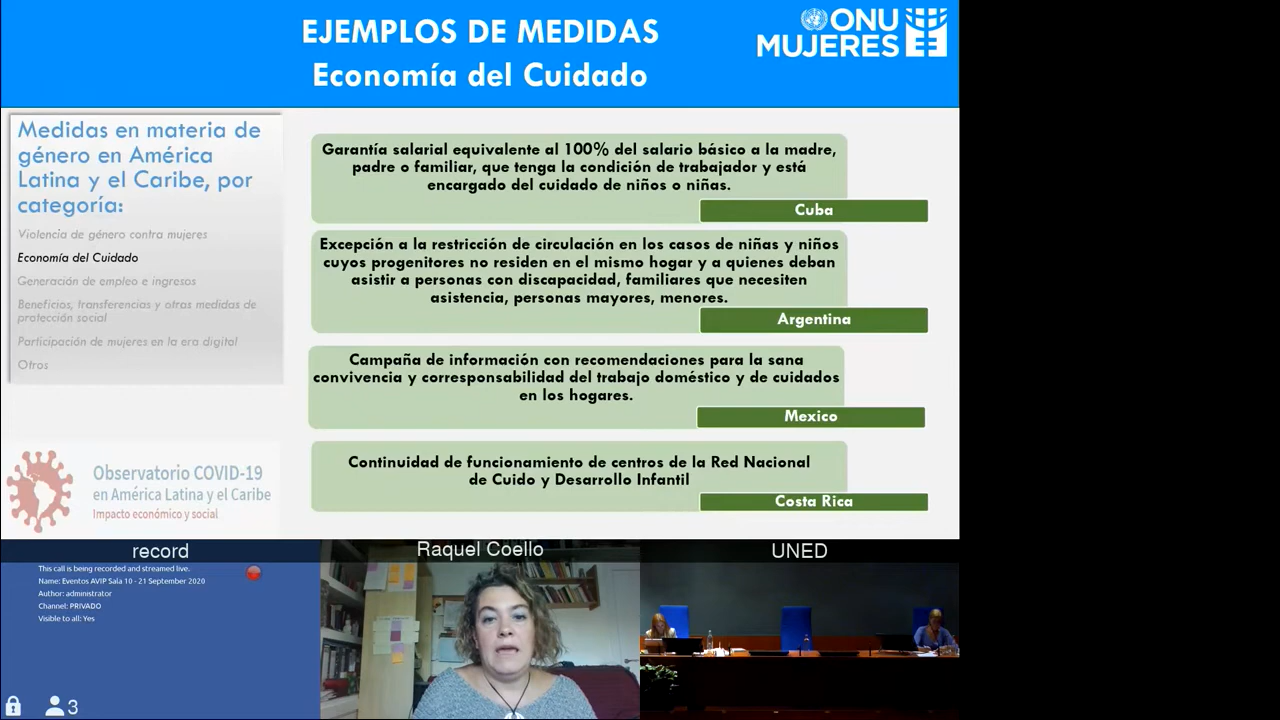 EJEMPLOS DE MEDIDAS
Economía del Cuidado
ONU
MUJERES
Medidas en materia de
género en América
Latina y el Caribe, por
categoría:
Violencia de género contra mujeres
Economía del Cuidado
Generación de empleo e ingresos
Beneficios, transferencias y otras medidas de
protección social
Participación de mujeres en la era digital
Otros
Garantía salarial equivalente al 100% del salario básico a la madre,
padre o familiar, que tenga la condición de trabajador y está
encargado del cuidado de niños o niñas.
Cuba
Excepción a la restricción de circulación en los casos de niñas y niños
cuyos progenitores no residen en el mismo hogar y a quienes deban
asistir a personas con discapacidad, familiares que necesiten
asistencia, personas mayores, menores.
Argentina
Campaña de información con recomendaciones para la sana
convivencia y corresponsabilidad del trabajo doméstico y de cuidados
en los hogares.
Mexico
Continuidad de funcionamiento de centros de la Red Nacional
de Cuido y Desarrollo Infantil
Costa Rica
Observatorio COVID-19
en América Latina y el Caribe
Impacto económico y social
record
This call is being recorded and streamed live.
Name: Eventos AVIP Sala 10 - 21 September 2020
Author: administrator
Channel: PRIVADO
Visible to all: Yes
3
Raquel Coello
UNED